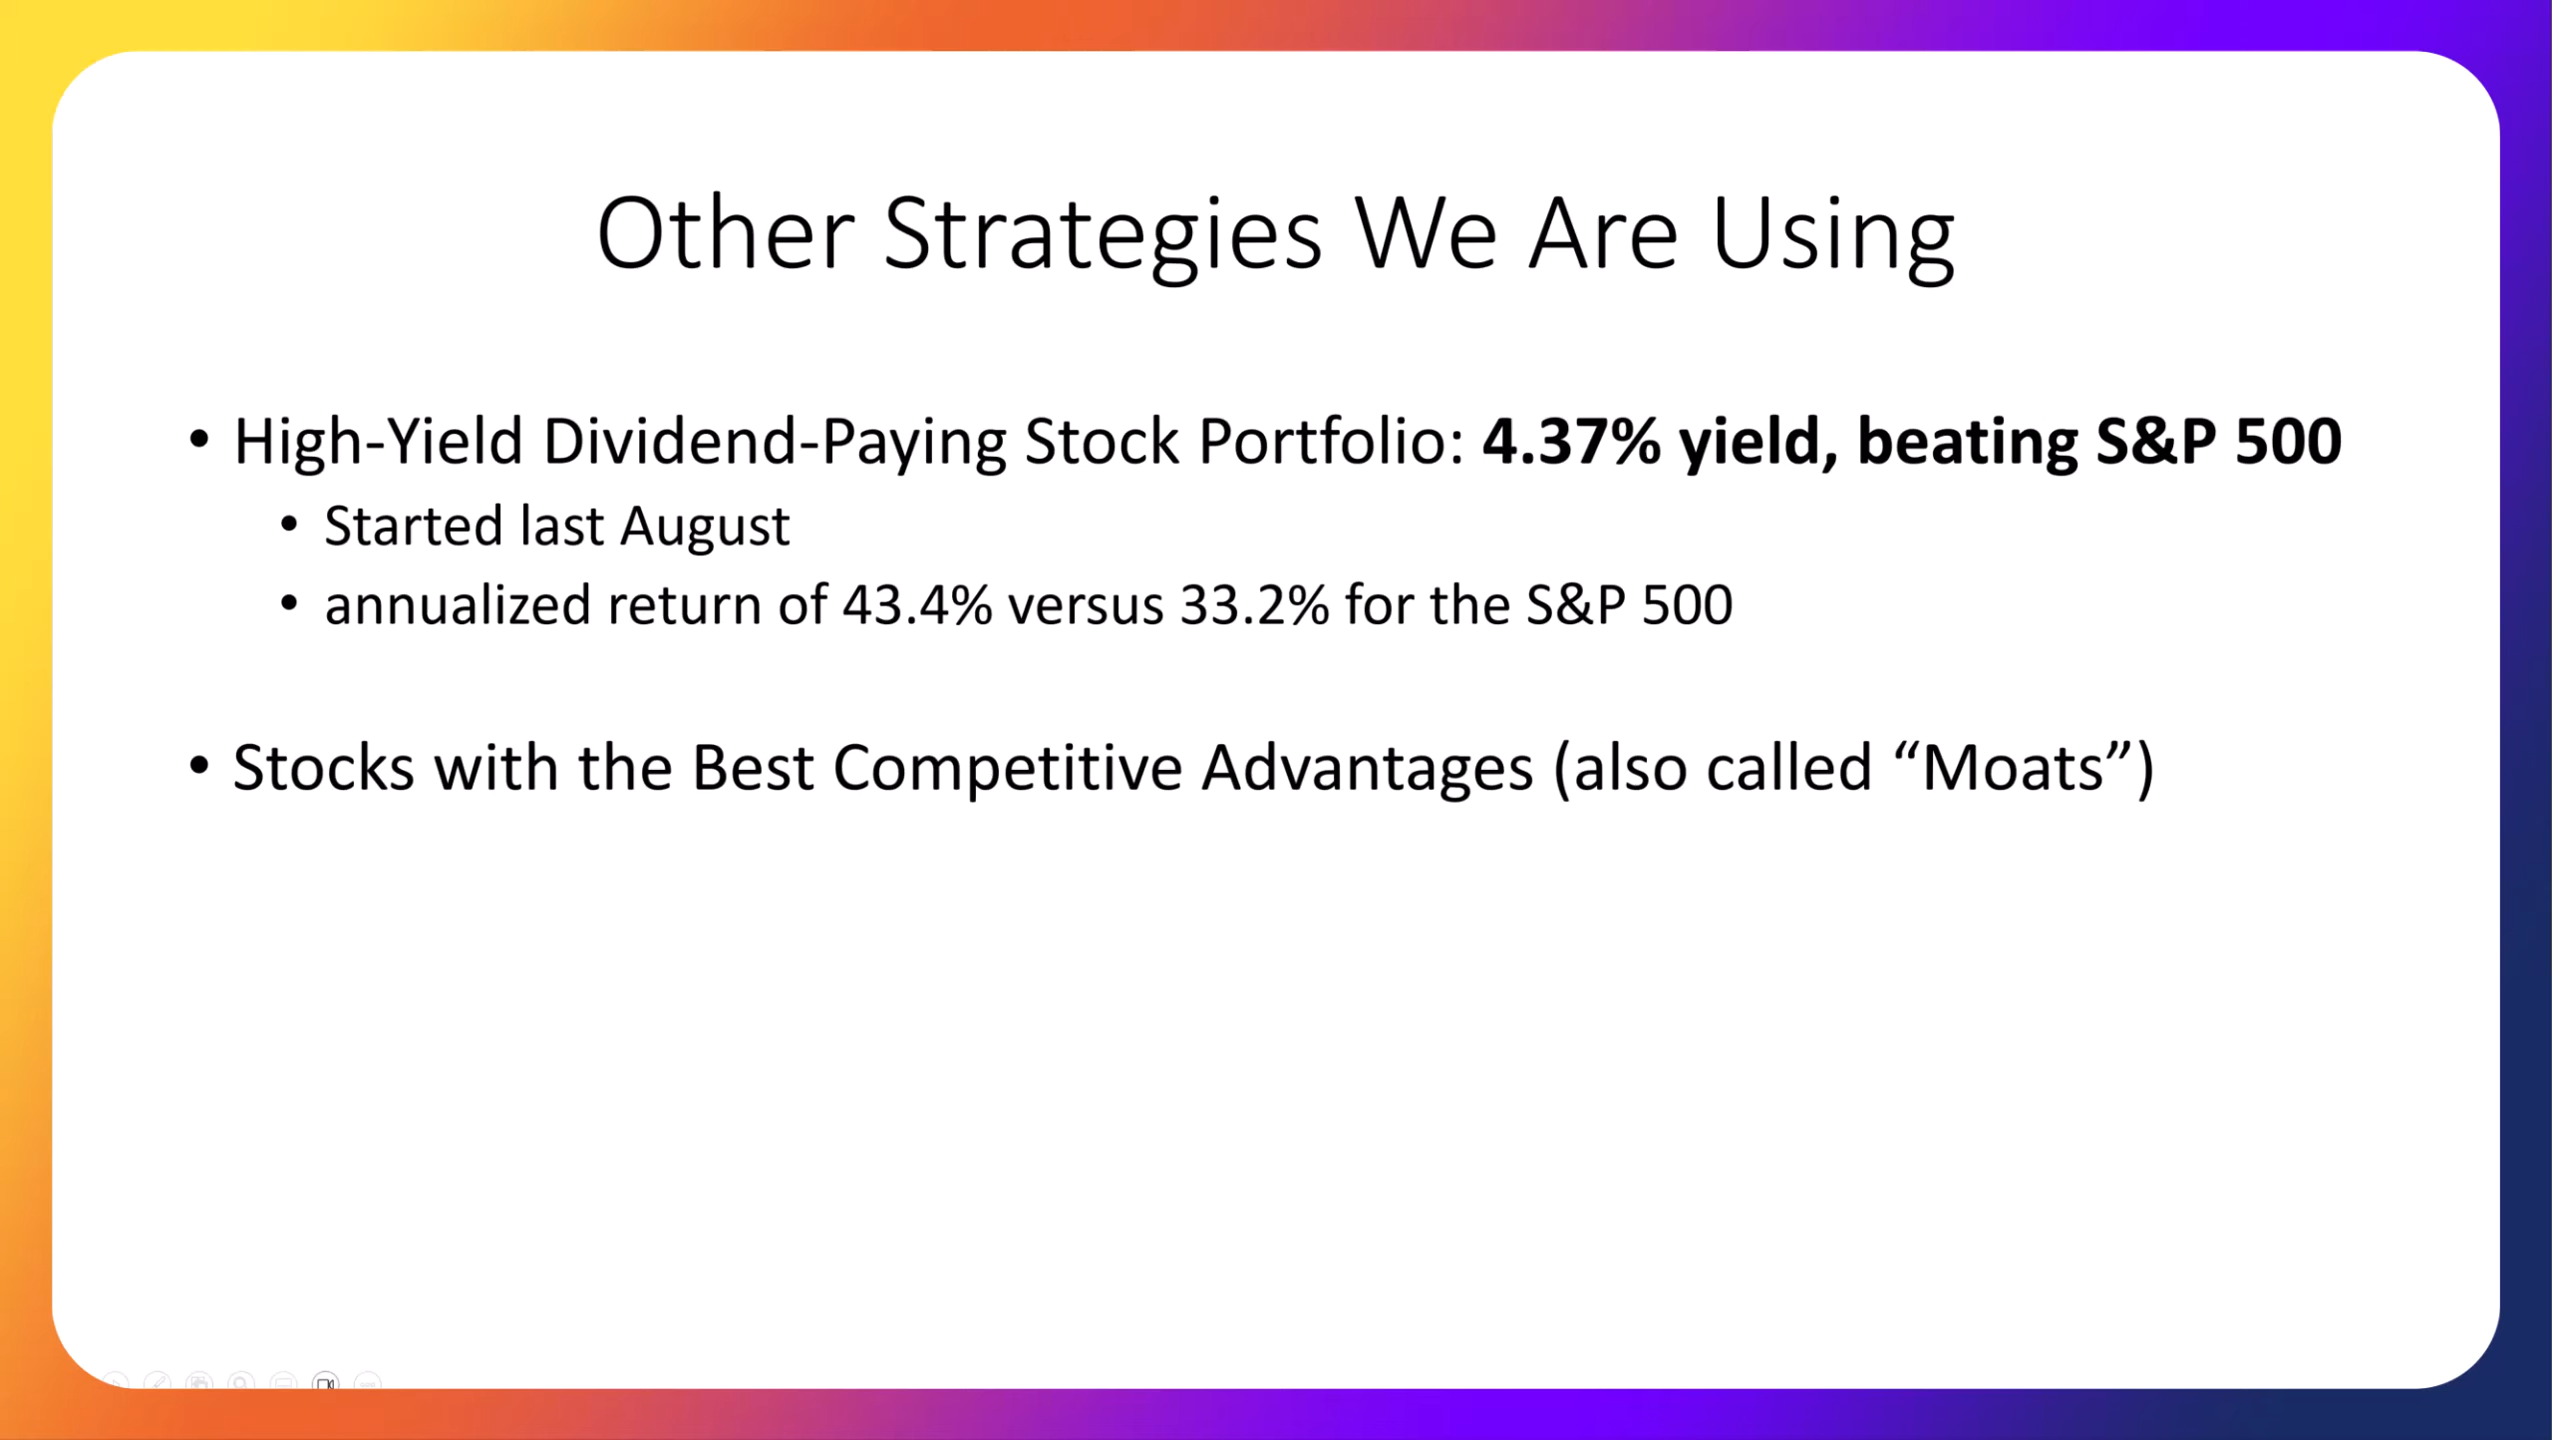 Other Strategies We Are Using
• High-Yield Dividend-Paying Stock Portfolio: 4.37% yield, beating S&P 500
• Started last August
• annualized return of 43.4% versus 33.2% for the S&P 500
• Stocks with the Best Competitive Advantages (also called “Moats”)